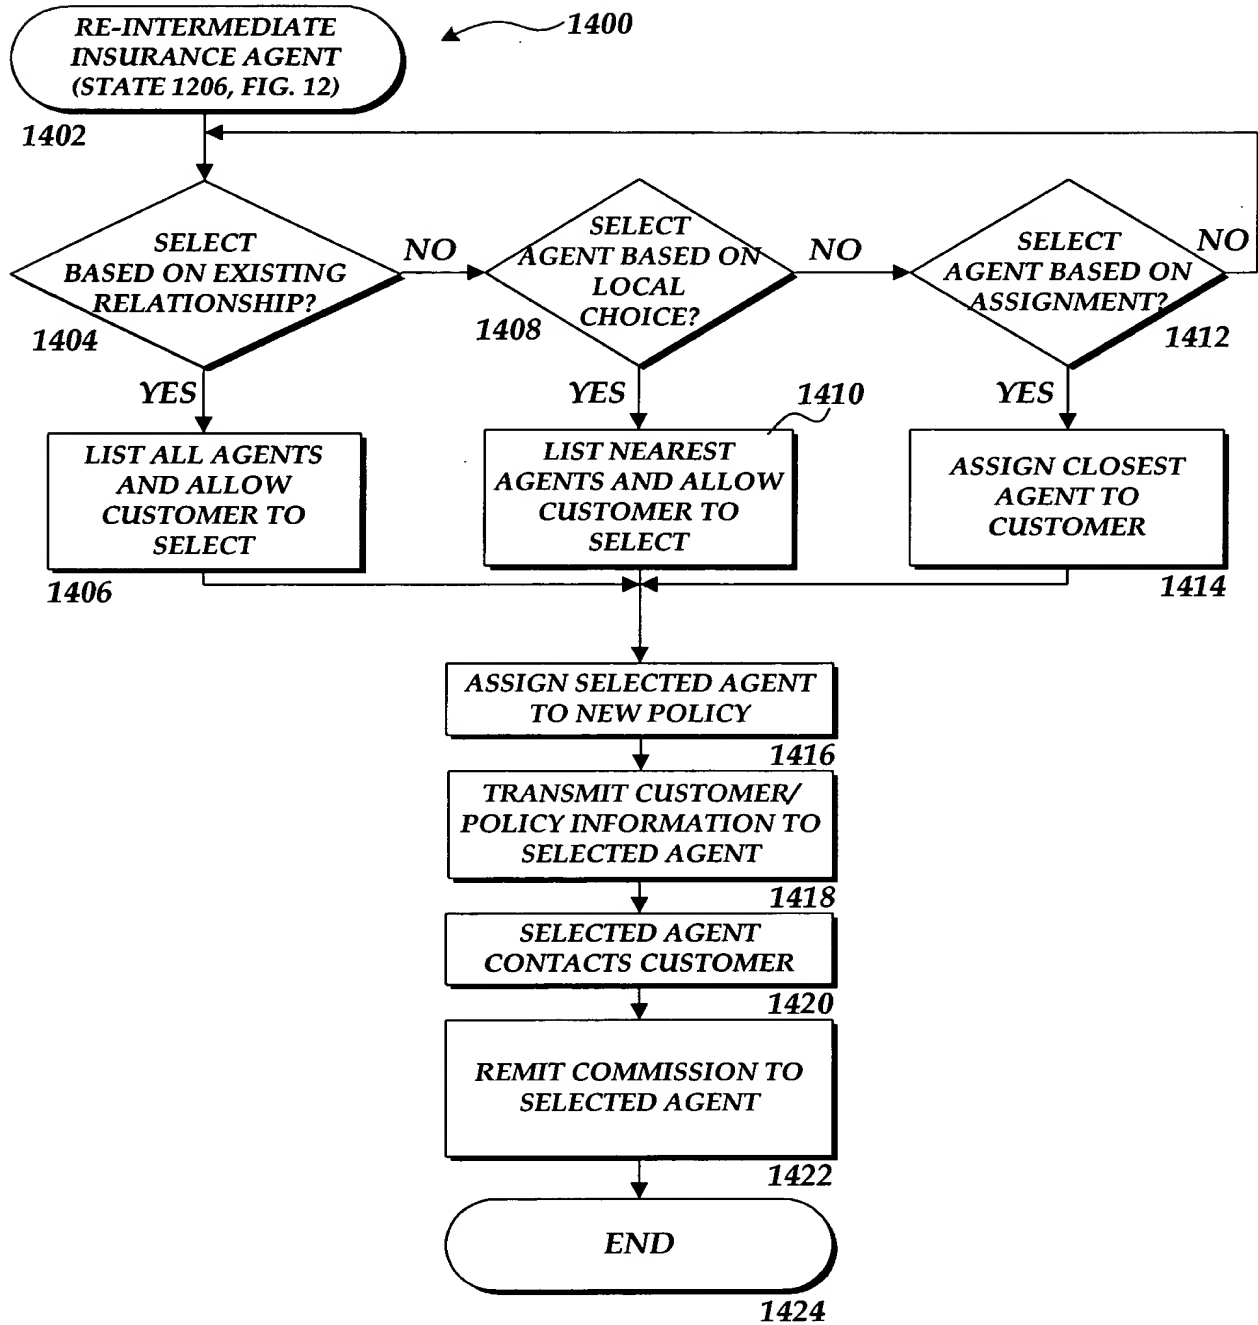 RE-INTERMEDIATE
INSURANCE AGENT
(STATE 1206, FIG. 12)
1400
1402
SELECT
BASED ON EXISTING
RELATIONSHIP?
1404
NO
SELECT
AGENT BASED ON
LOCAL
CHOICE?
1408
NO
SELECT
AGENT BASED ON
ASSIGNMENT?
1412
NO
YES
YES
1410
YES
LIST ALL AGENTS
AND ALLOW
CUSTOMER TO
SELECT
1406
LIST NEAREST
AGENTS AND ALLOW
CUSTOMER TO
SELECT
ASSIGN CLOSEST
AGENT TO
CUSTOMER
1414
ASSIGN SELECTED AGENT
TO NEW POLICY
1416
TRANSMIT CUSTOMER/
POLICY INFORMATION TO
SELECTED AGENT
1418
SELECTED AGENT
CONTACTS CUSTOMER
1420
REMIT COMMISSION TO
SELECTED AGENT
1422
END
1424